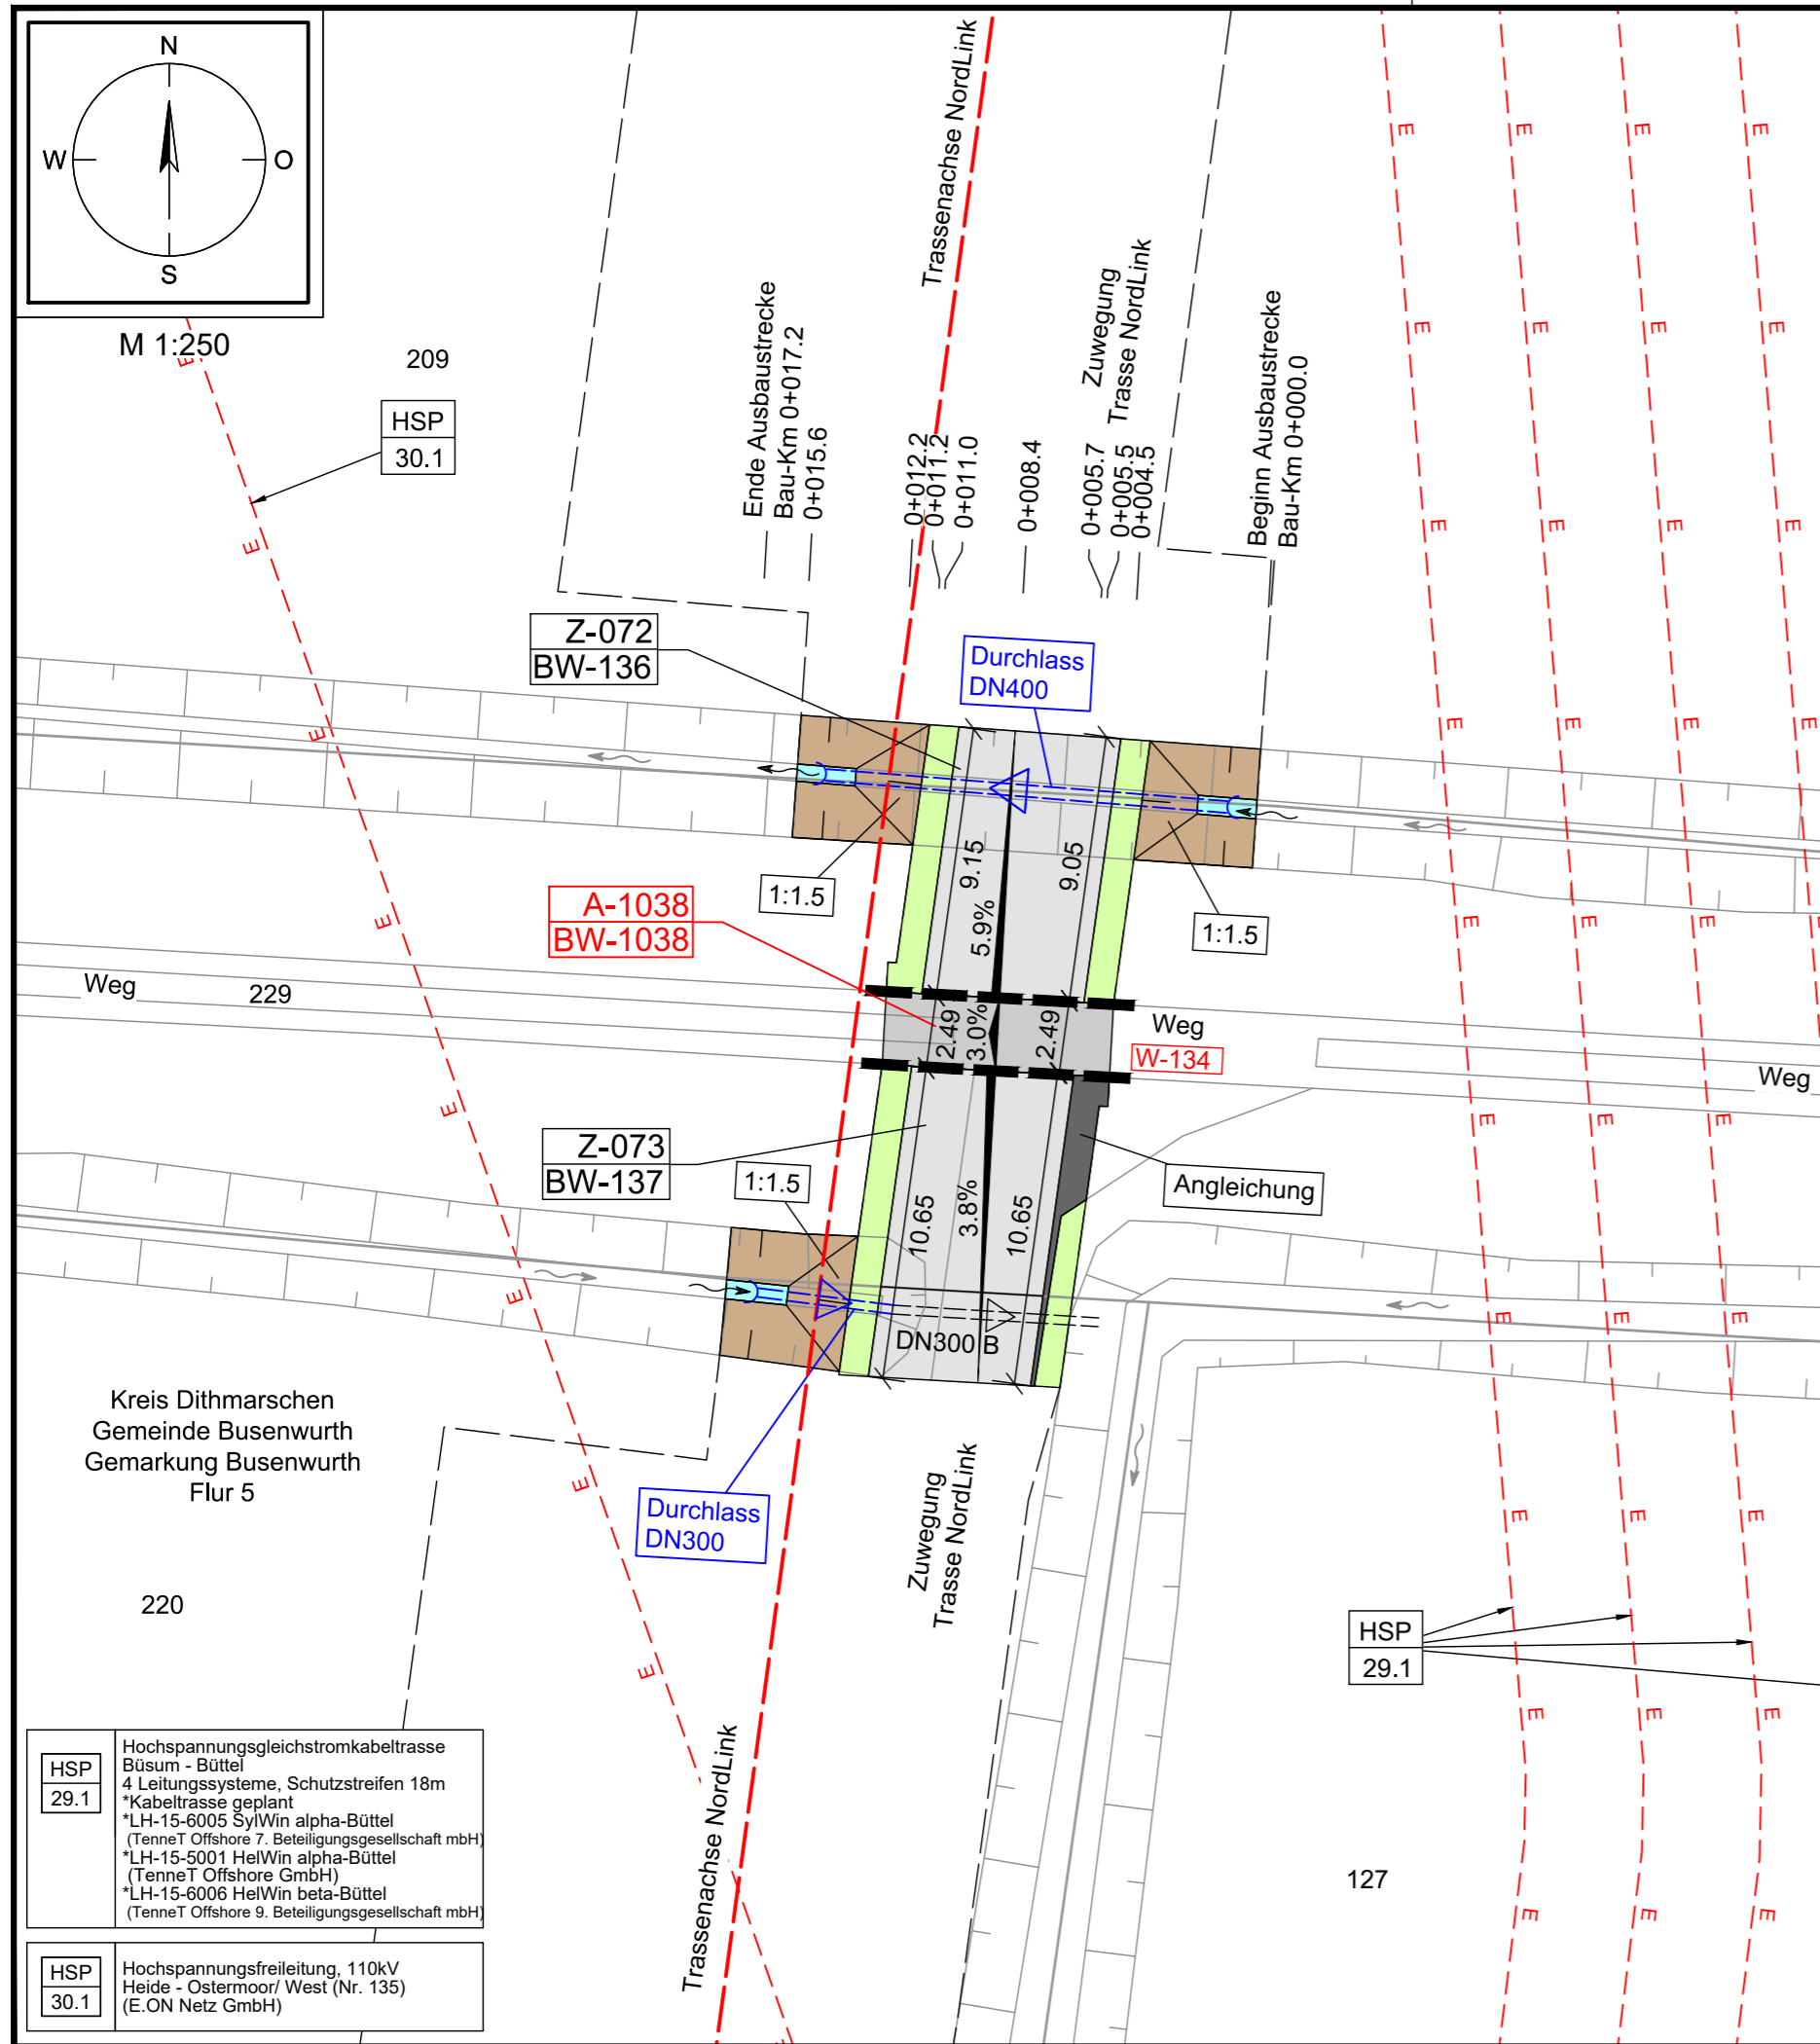 N
W
O
S
M 1:250
209
HSP
30.1
Trassenachse NordLink
Ende Ausbaustrecke
Bau-Km 0+017.2
0+015.6
0+012.2
0+011.2
0+011.0
0+008.4
Zuwegung
Trasse NordLink
0+005.7
0+005.5
0+004.5
Beginn Ausbaustrecke
Bau-Km 0+000.0
E E E E
E E E E
E
E E E E
E
Z-072
BW-136
Durchlass
DN400
E
E E E E
9.15
9.05
5.9%
1:1.5
1:1.5
A-1038
BW-1038
E
E E E
Weg
229
2.49
3.0%
2.49
Weg
W-134
Weg
E
E E E
Z-073
BW-137
1:1.5
Angleichung
10.65
3.8%
10.65
E
E E E
DN300 B
Kreis Dithmarschen
Gemeinde Busenwurth
Gemarkung Busenwurth
Flur 5
E
Durchlass
DN300
Zuwegung
Trasse NordLink
E E E
220
HSP
29.1
E
E E E
Trassenachse NordLink
HSP
29.1
Hochspannungsgleichstromkabeltrasse
Büsum - Büttel
4 Leitungssysteme, Schutzstreifen 18m
*Kabeltrasse geplant
*LH-15-6005 SylWin alpha-Büttel
(TenneT Offshore 7. Beteiligungsgesellschaft mbH)
*LH-15-5001 HelWin alpha-Büttel
(TenneT Offshore GmbH)
*LH-15-6006 HelWin beta-Büttel
(TenneT Offshore 9. Beteiligungsgesellschaft mbH)
127
E
E E E
HSP
30.1
Hochspannungsfreileitung, 110kV
Heide - Ostermoor/ West (Nr. 135)
(E.ON Netz GmbH)
E